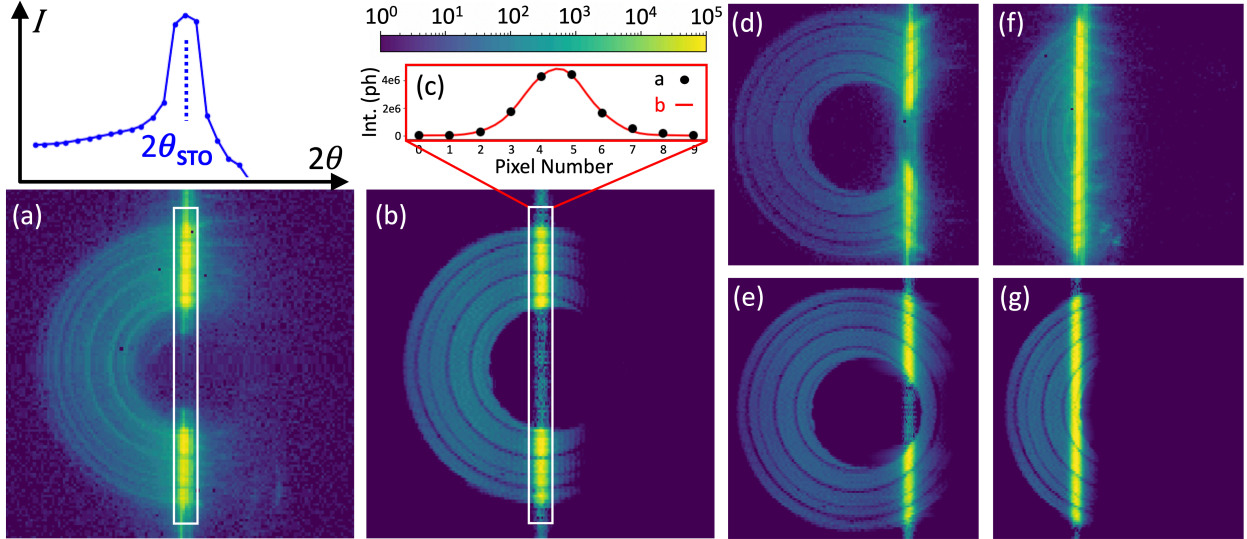 I
2θ_STO
2θ
10^0 10^1 10^2 10^3 10^4 10^5
(c)
a
b
Int. (ph)
4e6
2e6
0
0 1 2 3 4 5 6 7 8 9
Pixel Number
(a)
(b)
(d)
(f)
(e)
(g)